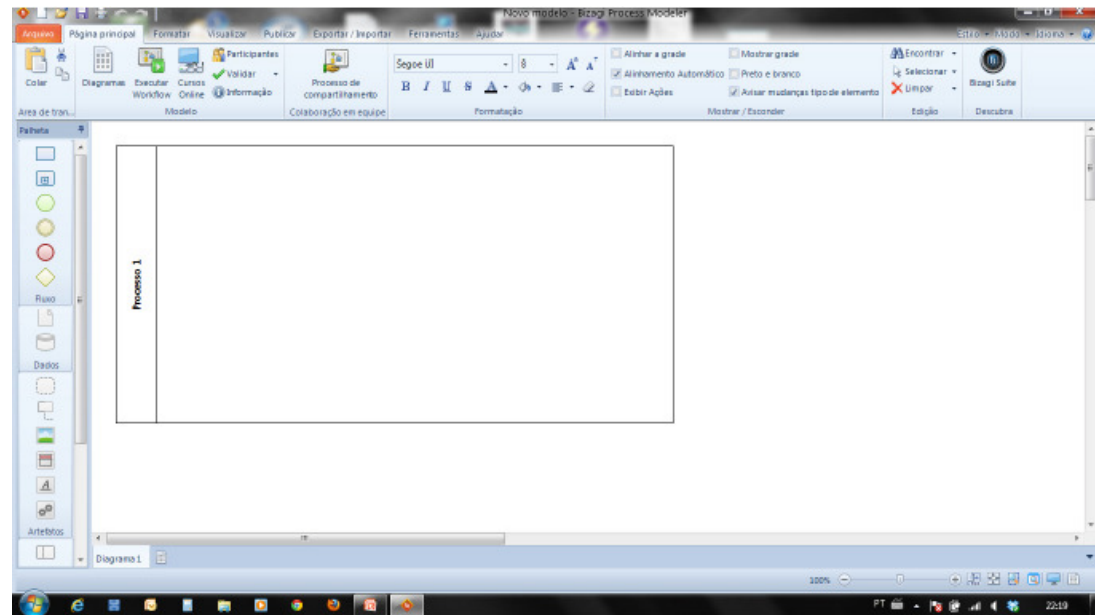 Novo modelo - Bizagi Process Modeler
Arquivo Página principal Formatar Visualizar Publicar Exportar / Importar Ferramentas Ajudar Estilo Modo Idioma
Colar
Diagramas
Executar Workflow
Cursos Online
Participantes
Validar
Informação
Processo de compartilhamento
Segoe UI 8
B I U S A
Alinhar a grade
Alinhamento Automático
Exibir Ações
Mostrar grade
Preto e branco
Avisar mudanças tipo de elemento
Encontrar
Selecionar
Limpar
Bizagi Suite
Area de tran... Modelo Colaboração em equipe Formatação Mostrar / Esconder Edição Descubra
Palheta
Processo 1
Fluxo
Dados
Artefatos
Diagrama 1
100%
PT 22:19